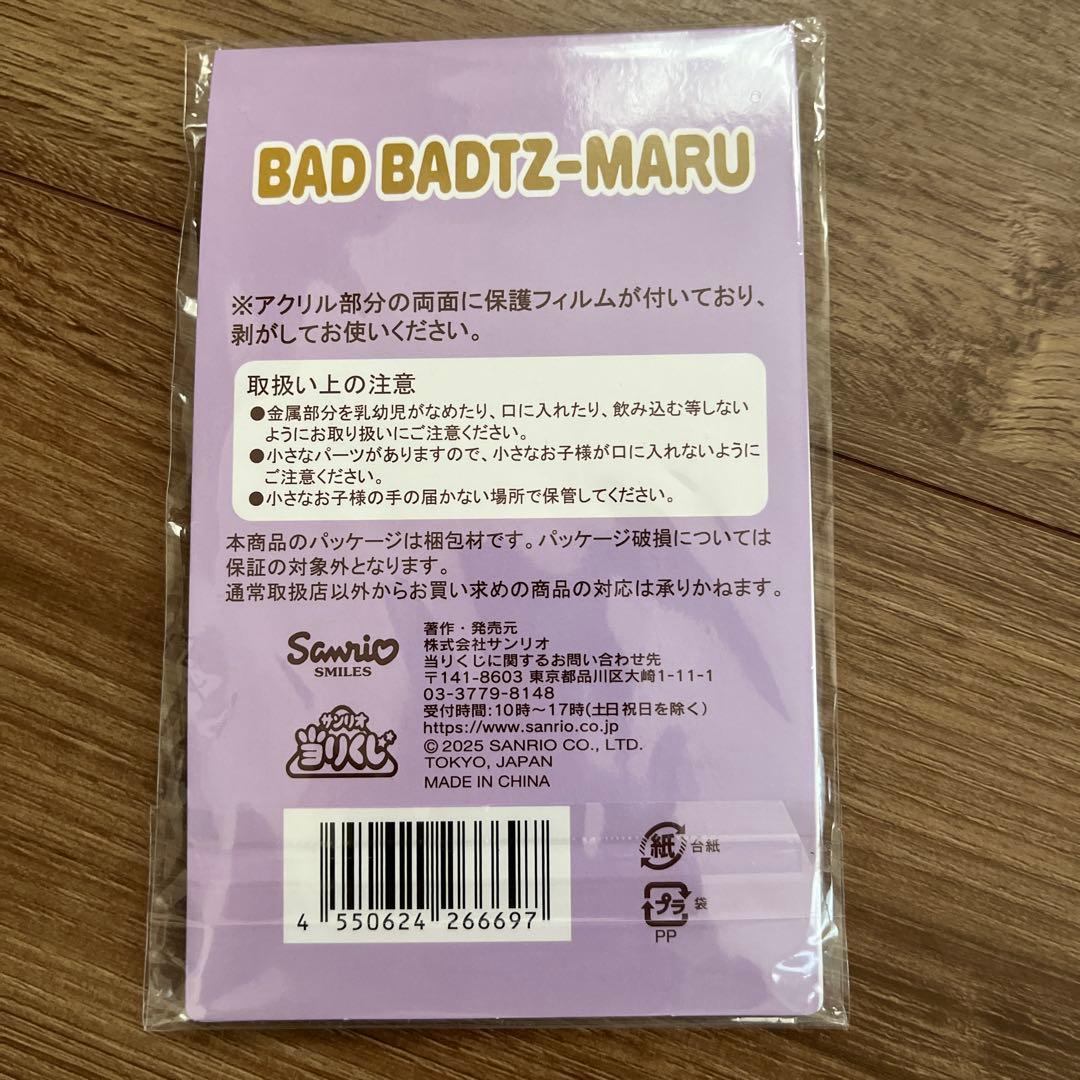 BAD BADTZ-MARU
※アクリル部分の両面に保護フィルムが付いており、
剥がしてお使いください。
取扱い上の注意
●金属部分を乳幼児がなめたり、口に入れたり、飲み込む等しない
ようにお取り扱いにご注意ください。
●小さなパーツがありますので、小さなお子様が口に入れないように
ご注意ください。
●小さなお子様の手の届かない場所で保管してください。
本商品のパッケージは梱包材です。パッケージ破損については
保証の対象外となります。
通常取扱店以外からお買い求めの商品の対応は承りかねます。
Sanrio
SMILES
サンリオ
当りくじ
著作・発売元
株式会社サンリオ
当りくじに関するお問い合わせ先
〒141-8603 東京都品川区大崎1-11-1
03-3779-8148
受付時間:10時～17時(土日祝日を除く)
https://www.sanrio.co.jp
© 2025 SANRIO CO., LTD.
TOKYO, JAPAN
MADE IN CHINA
4 550624 266697
紙 台紙
プラ 袋
PP